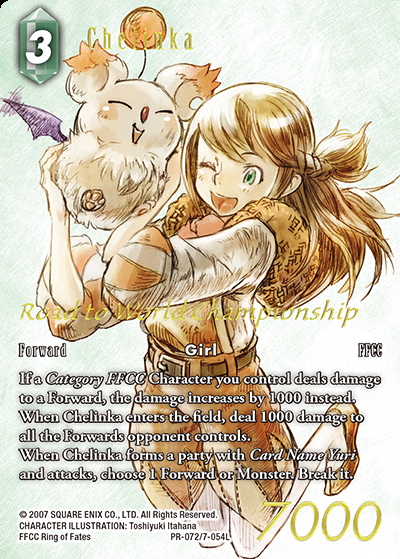 3
Chelinka
Road to World Championship
Forward
Girl
FFCC
If a Category FFCC Character you control deals damage
to a Forward, the damage increases by 1000 instead.
When Chelinka enters the field, deal 1000 damage to
all the Forwards opponent controls.
When Chelinka forms a party with Card Name Yuri
and attacks, choose 1 Forward or Monster. Break it.
© 2007 SQUARE ENIX CO., LTD. All Rights Reserved.
CHARACTER ILLUSTRATION: Toshiyuki Itahana
FFCC Ring of Fates
PR-072/7-054L
7000